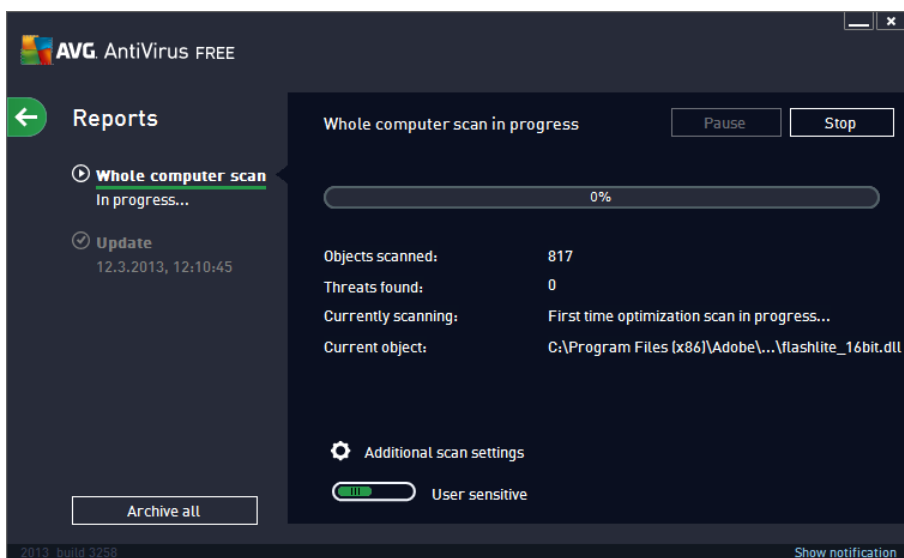 AVG. AntiVirus FREE
Reports
Whole computer scan
In progress...
Update
12.3.2013, 12:10:45
Archive all
Whole computer scan in progress
Pause
Stop
0%
Objects scanned: 817
Threats found: 0
Currently scanning: First time optimization scan in progress...
Current object: C:\Program Files (x86)\Adobe\...\flashlite_16bit.dll
Additional scan settings
User sensitive
2013 build 3258
Show notification